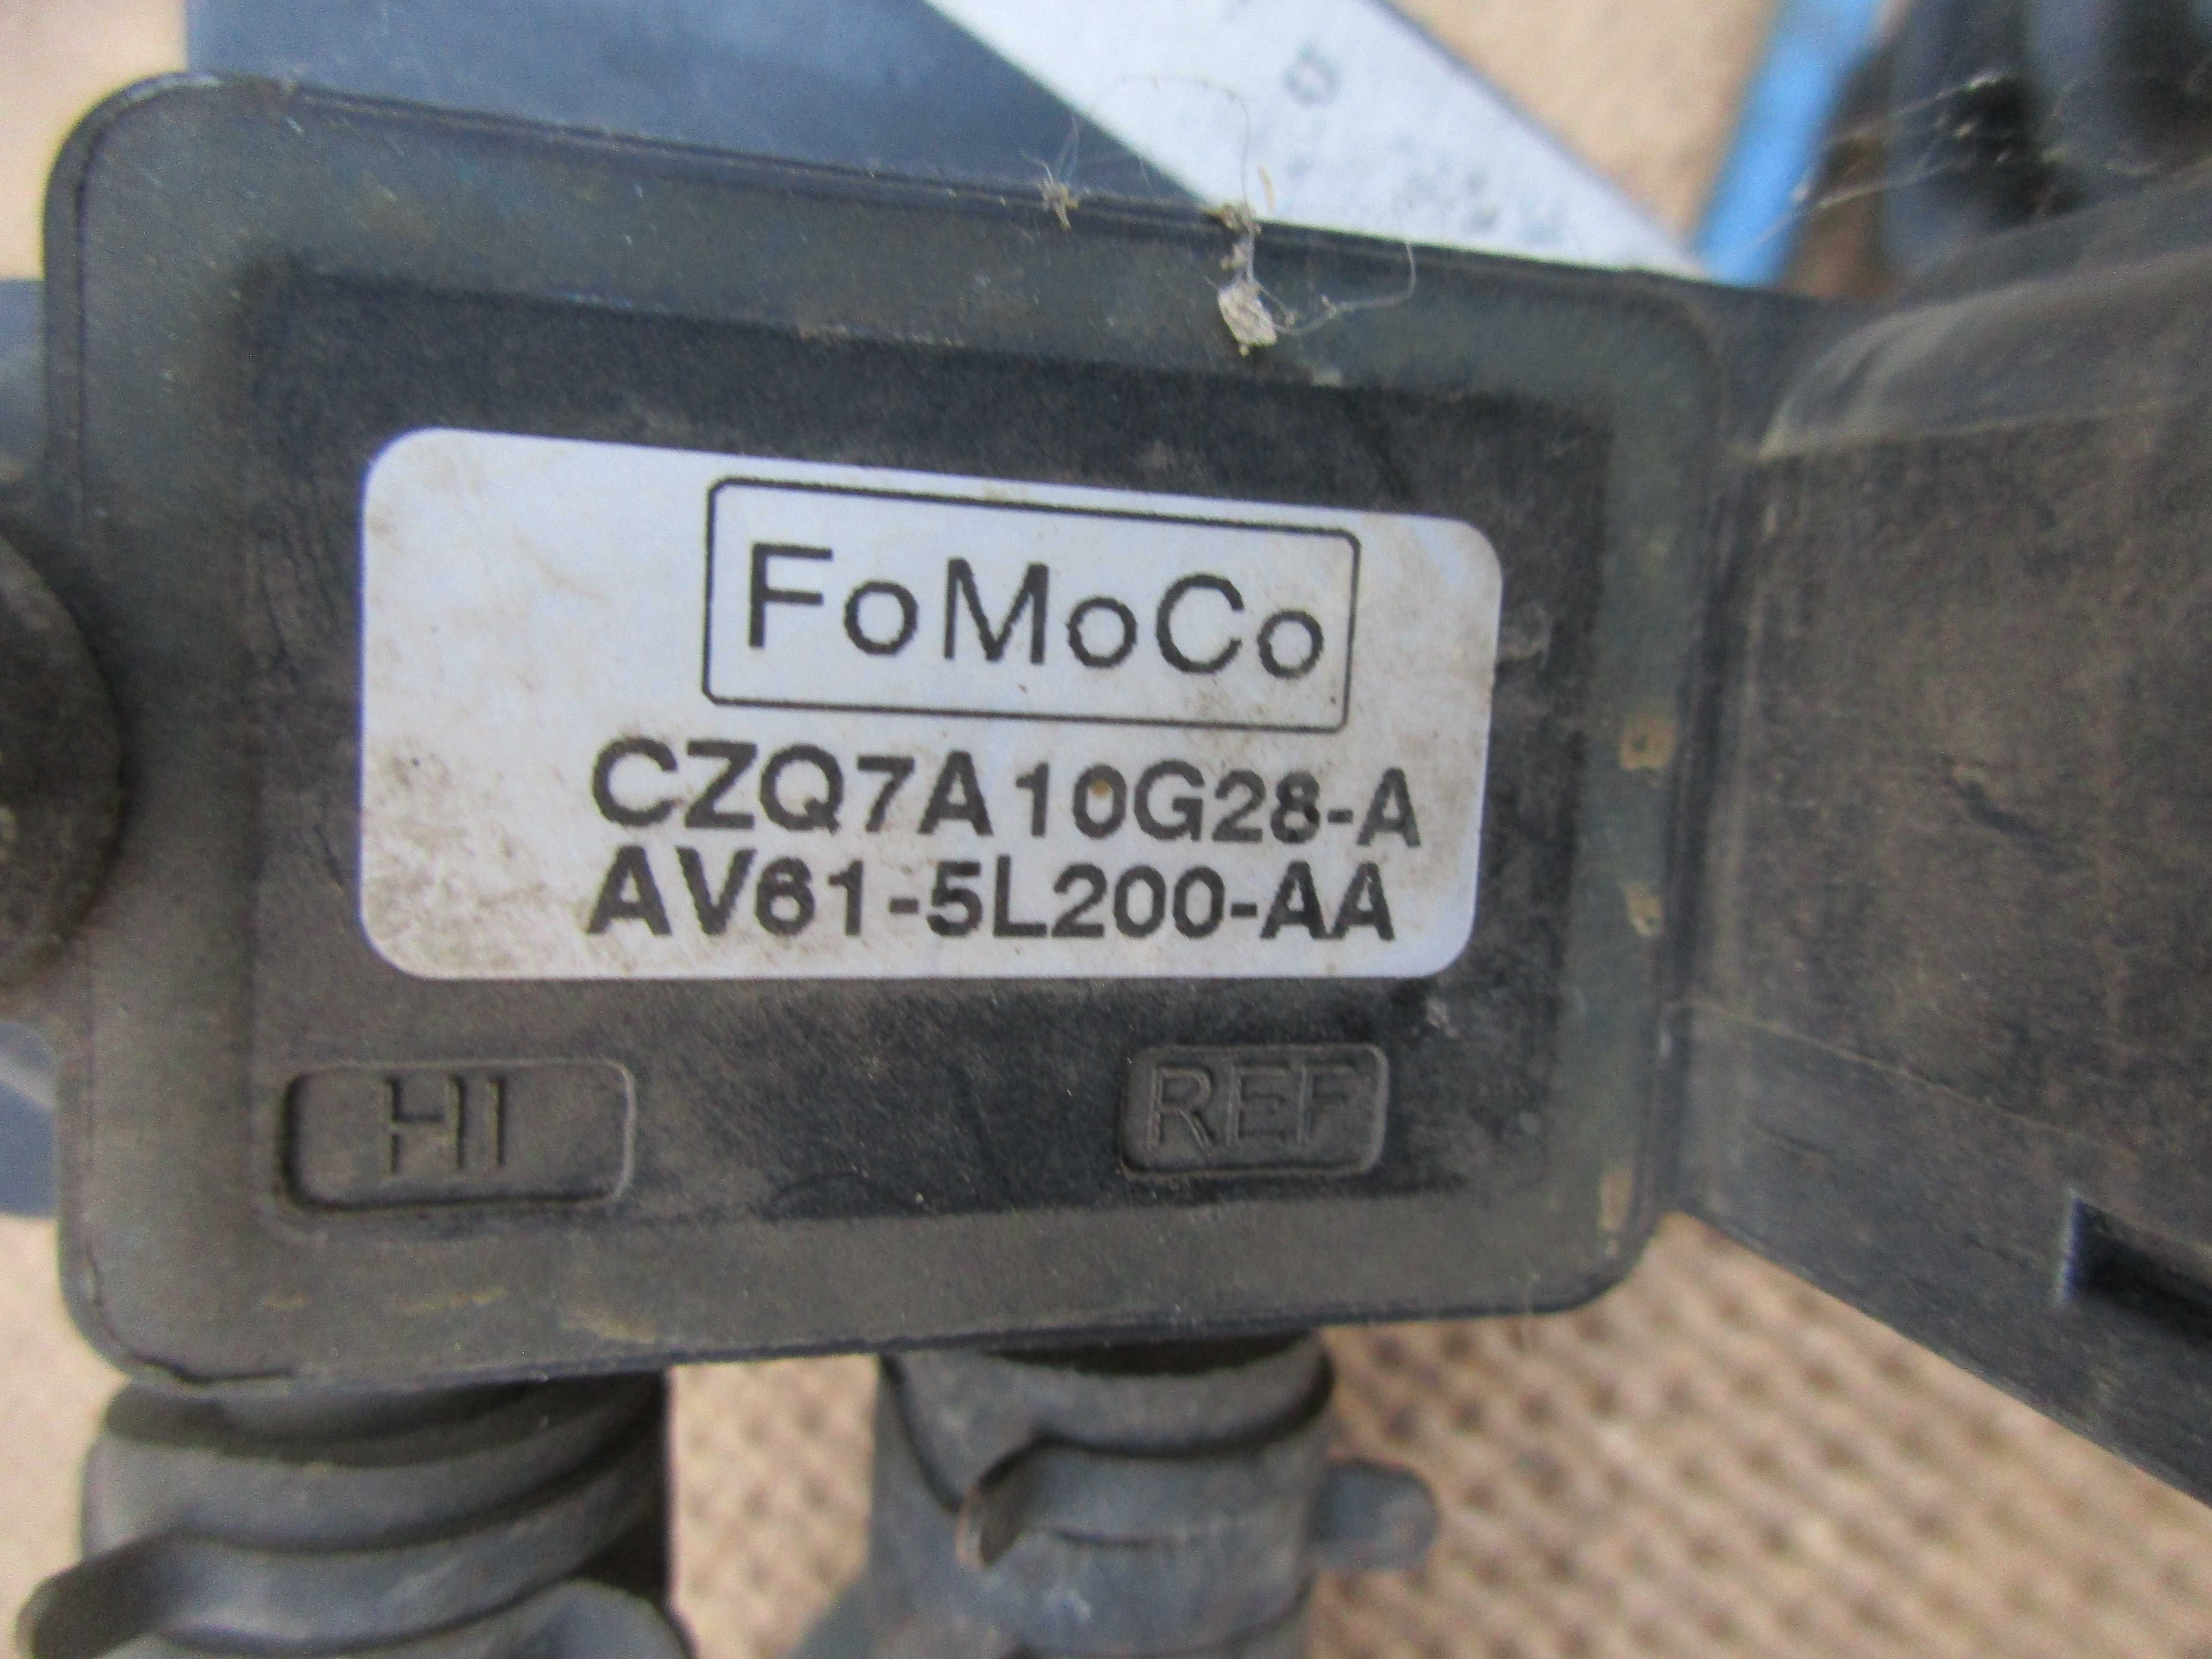 FoMoCo
CZQ7A10G28-A
AV61-5L200-AA
HI REF